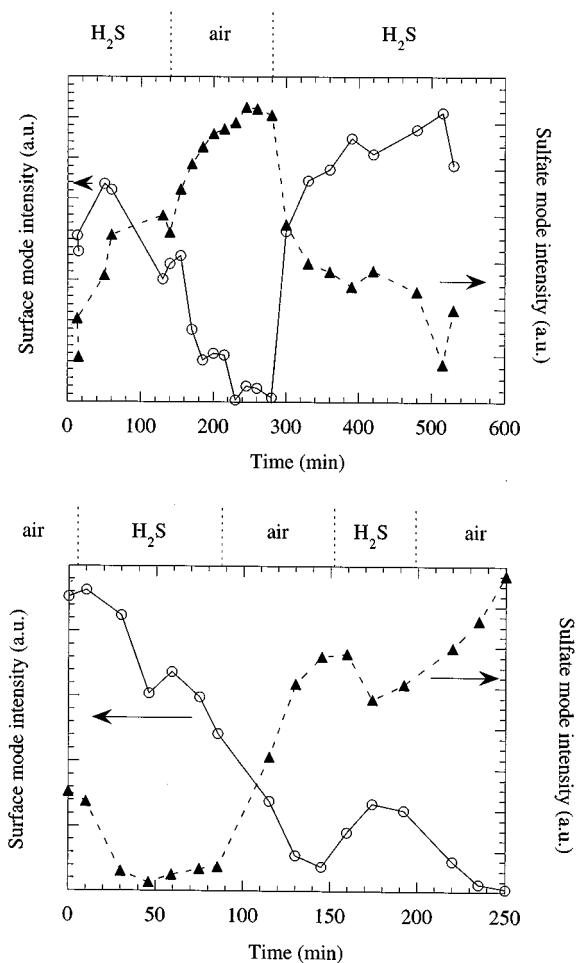 H₂S air H₂S
Surface mode intensity (a.u.)
Sulfate mode intensity (a.u.)
0 100 200 300 400 500 600
Time (min)
air H₂S air H₂S air
Surface mode intensity (a.u.)
Sulfate mode intensity (a.u.)
0 50 100 150 200 250
Time (min)